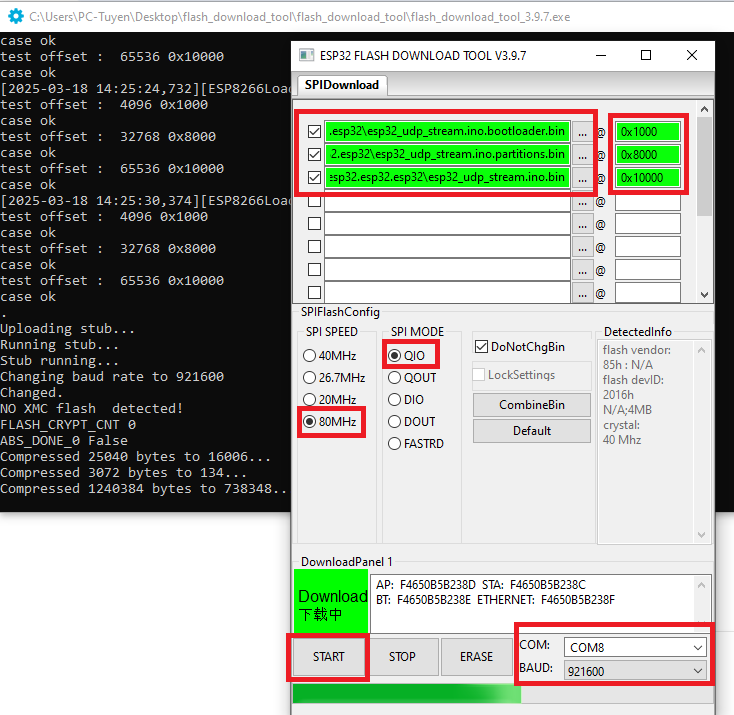 C:\Users\PC-Tuyen\Desktop\flash_download_tool\flash_download_tool\flash_download_tool_3.9.7.exe
case ok
test offset :  65536 0x10000
case ok
[2025-03-18 14:25:24,732][ESP8266Load
test offset :  4096 0x1000
case ok
test offset :  32768 0x8000
case ok
test offset :  65536 0x10000
case ok
[2025-03-18 14:25:30,374][ESP8266Load
test offset :  4096 0x1000
case ok
test offset :  32768 0x8000
case ok
test offset :  65536 0x10000
case ok
.
Uploading stub...
Running stub...
Stub running...
Changing baud rate to 921600
Changed.
NO XMC flash  detected!
FLASH_CRYPT_CNT 0
ABS_DONE_0 False
Compressed 25040 bytes to 16006...
Compressed 3072 bytes to 134...
Compressed 1240384 bytes to 738348..
ESP32 FLASH DOWNLOAD TOOL V3.9.7
SPIDownload
.esp32\esp32_udp_stream.ino.bootloader.bin ... @ 0x1000
2.esp32\esp32_udp_stream.ino.partitions.bin ... @ 0x8000
esp32.esp32.esp32\esp32_udp_stream.ino.bin ... @ 0x10000
... @
... @
... @
... @
... @
SPIFlashConfig
SPI SPEED
40MHz
26.7MHz
20MHz
80MHz
SPI MODE
QIO
QOUT
DIO
DOUT
FASTRD
DoNotChgBin
LockSettings
CombineBin
Default
DetectedInfo
flash vendor:
85h : N/A
flash devID:
2016h
N/A;4MB
crystal:
40 Mhz
DownloadPanel 1
Download
下载中
AP:  F4650B5B238D  STA:  F4650B5B238C
BT:  F4650B5B238E  ETHERNET:  F4650B5B238F
START
STOP
ERASE
COM: COM8
BAUD: 921600